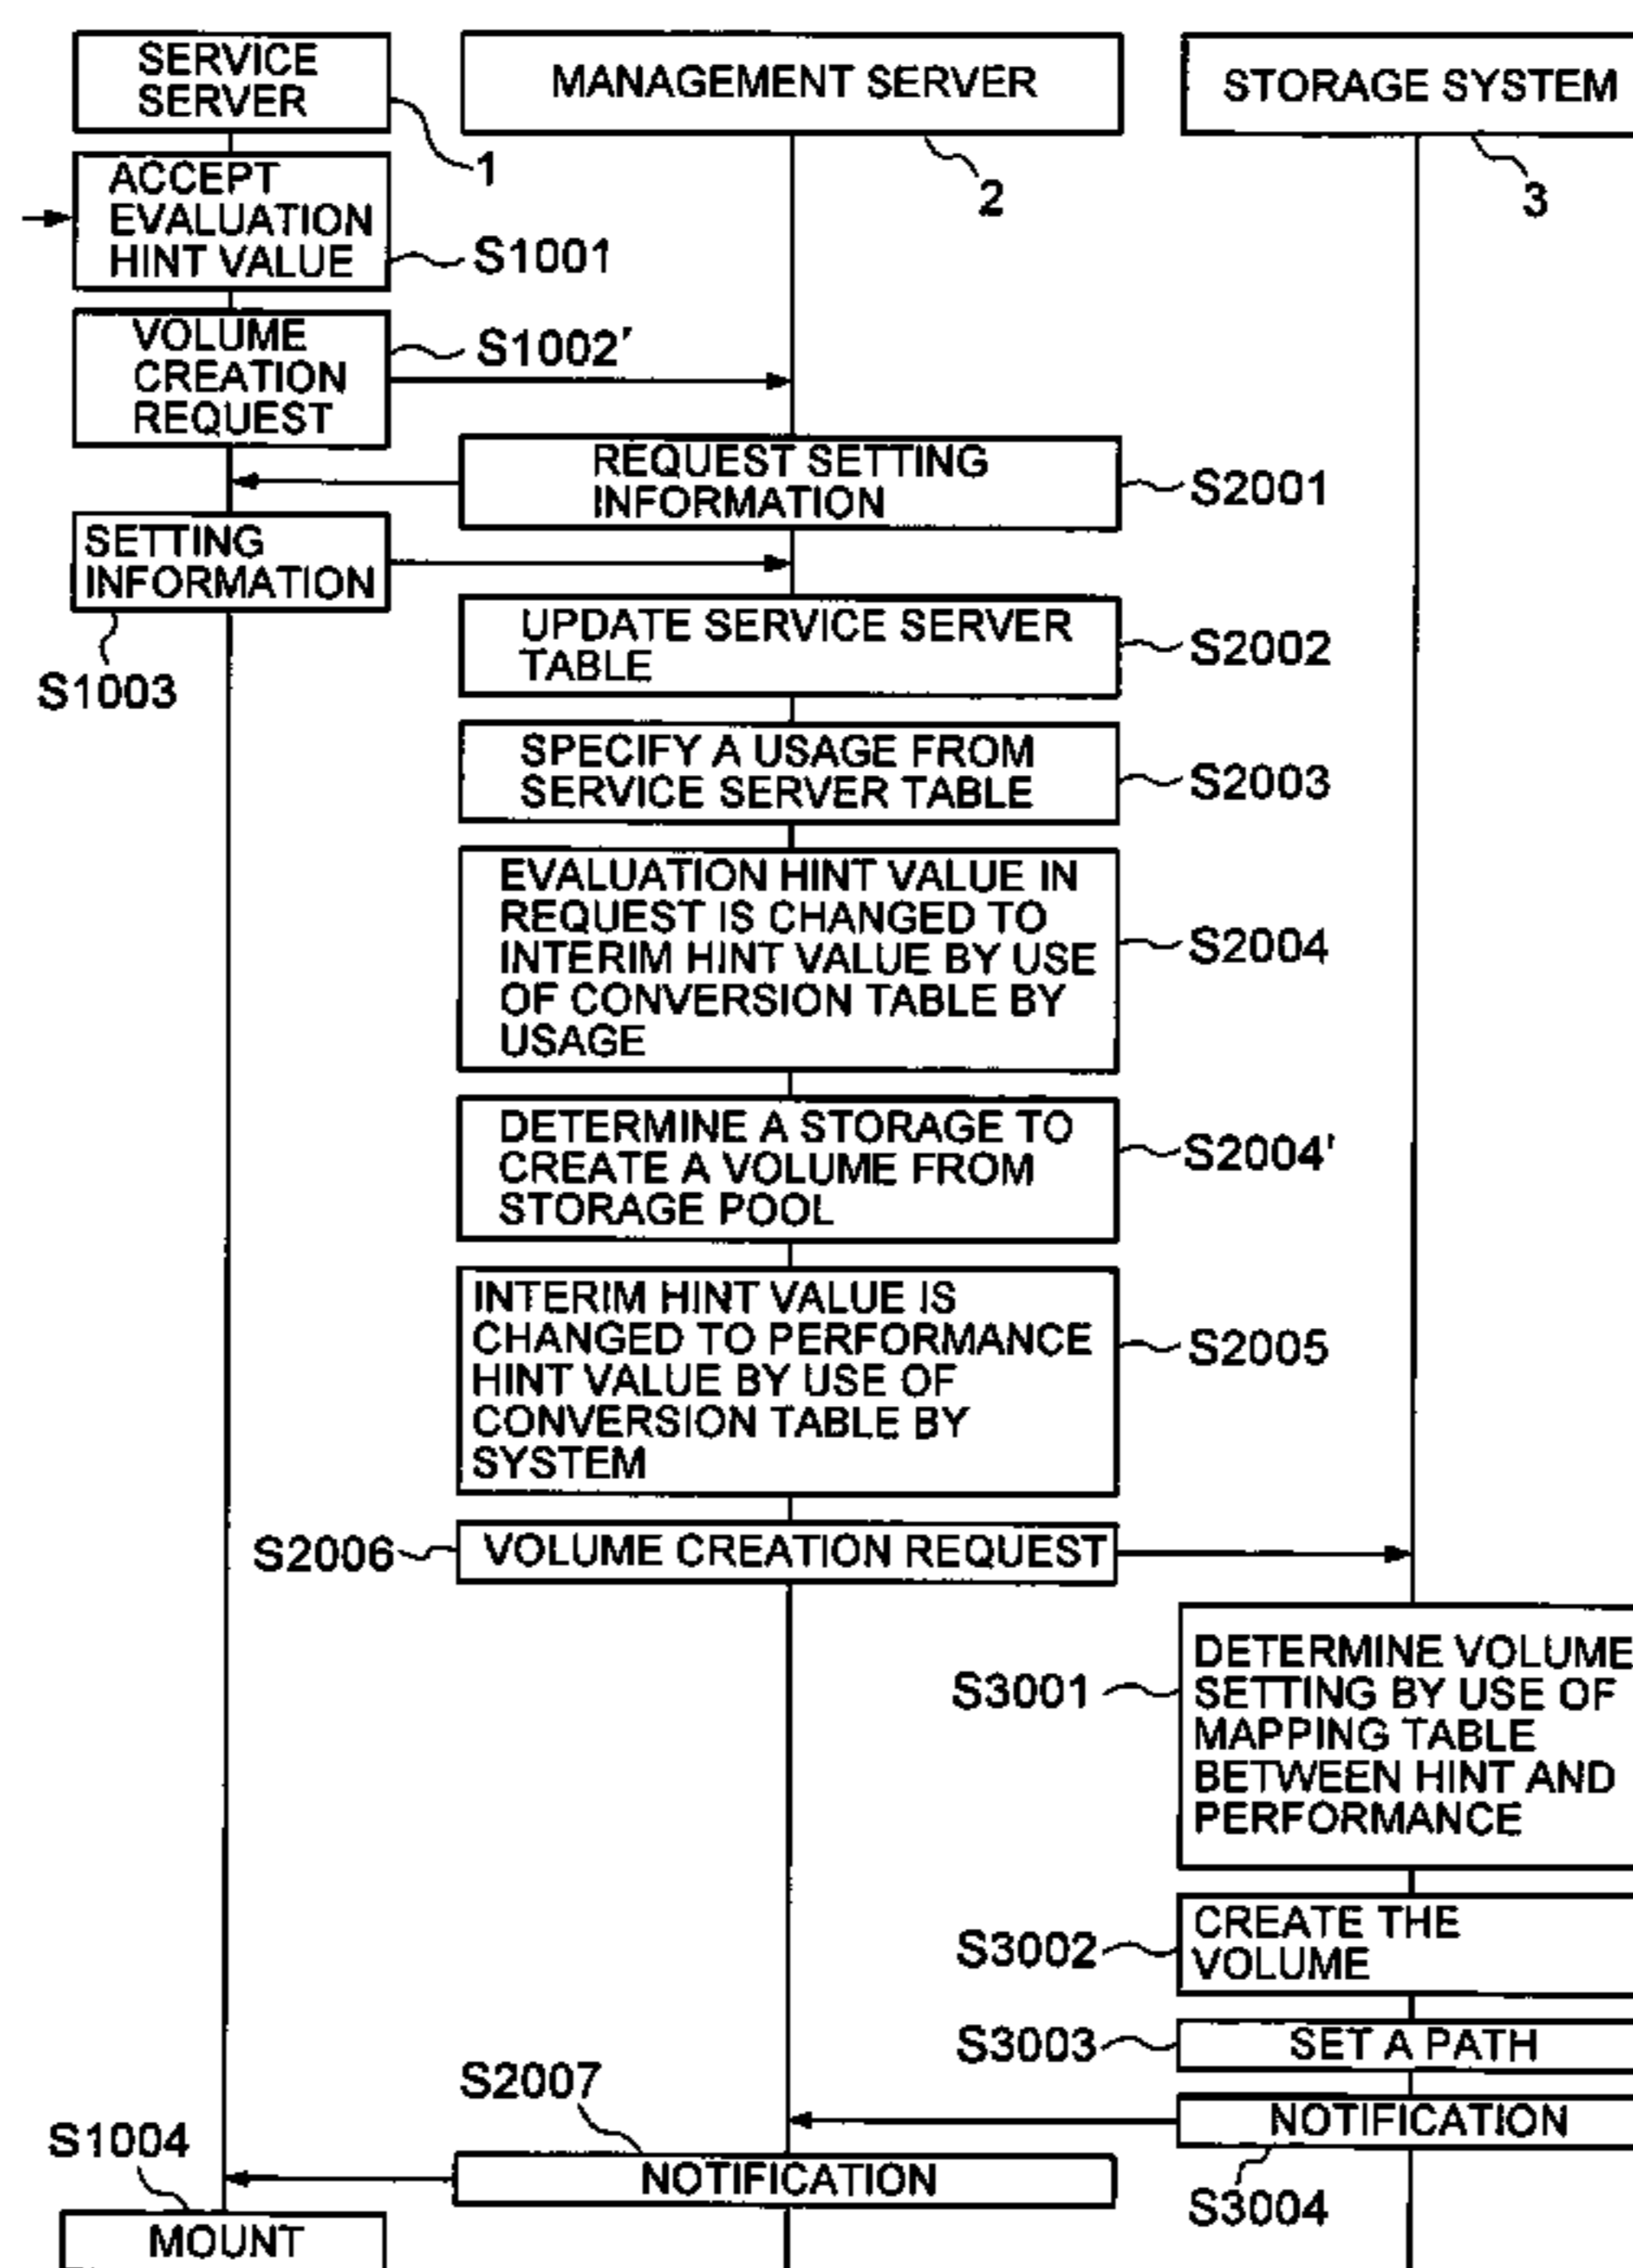 SERVICE
SERVER
MANAGEMENT SERVER
STORAGE SYSTEM
1
2
3
ACCEPT
EVALUATION
HINT VALUE
S1001
VOLUME
CREATION
REQUEST
S1002'
REQUEST SETTING
INFORMATION
S2001
SETTING
INFORMATION
S1003
UPDATE SERVICE SERVER
TABLE
S2002
SPECIFY A USAGE FROM
SERVICE SERVER TABLE
S2003
EVALUATION HINT VALUE IN
REQUEST IS CHANGED TO
INTERIM HINT VALUE BY USE
OF CONVERSION TABLE BY
USAGE
S2004
DETERMINE A STORAGE TO
CREATE A VOLUME FROM
STORAGE POOL
S2004'
INTERIM HINT VALUE IS
CHANGED TO PERFORMANCE
HINT VALUE BY USE OF
CONVERSION TABLE BY
SYSTEM
S2005
S2006
VOLUME CREATION REQUEST
S3001
DETERMINE VOLUME
SETTING BY USE OF
MAPPING TABLE
BETWEEN HINT AND
PERFORMANCE
S3002
CREATE THE
VOLUME
S3003
SET A PATH
NOTIFICATION
S3004
S2007
NOTIFICATION
S1004
MOUNT